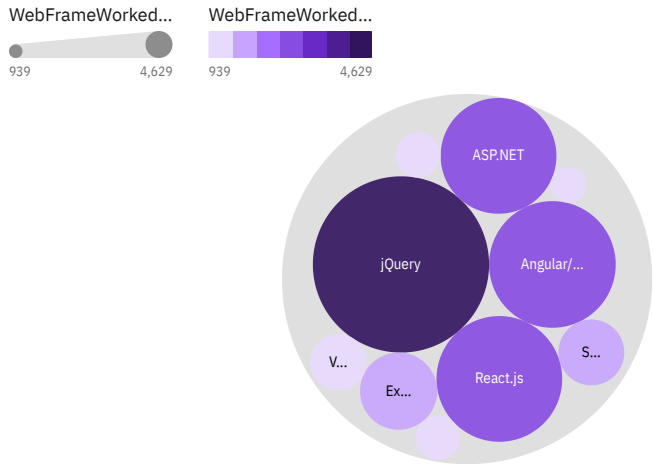 WebFrameWorked... WebFrameWorked...
939 4,629 939 4,629
ASP.NET
jQuery
Angular/...
S...
V...
React.js
Ex...